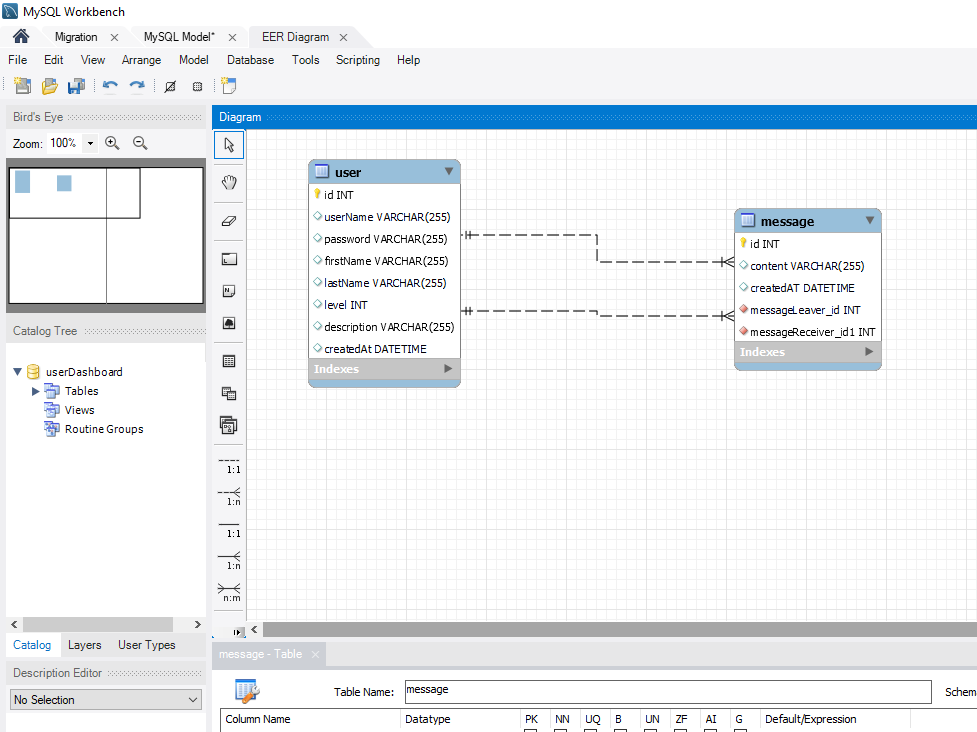 MySQL Workbench
Migration
MySQL Model*
EER Diagram
File Edit View Arrange Model Database Tools Scripting Help
Bird's Eye
Zoom: 100%
Catalog Tree
userDashboard
Tables
Views
Routine Groups
Catalog Layers User Types
Description Editor
No Selection
Diagram
1:1
1:n
1:1
1:n
n:m
user
id INT
userName VARCHAR(255)
password VARCHAR(255)
firstName VARCHAR(255)
lastName VARCHAR(255)
level INT
description VARCHAR(255)
createdAt DATETIME
Indexes
message
id INT
content VARCHAR(255)
createdAT DATETIME
messageLeaver_id INT
messageReceiver_id1 INT
Indexes
message - Table
Table Name: message Schem
Column Name Datatype PK NN UQ B UN ZF AI G Default/Expression